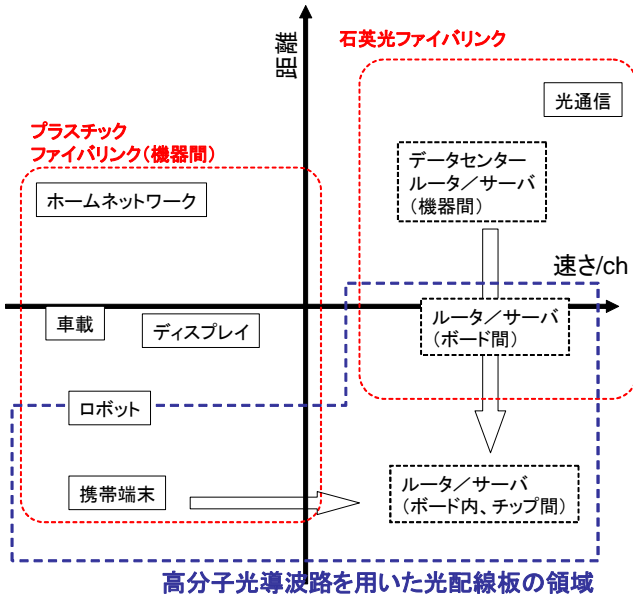 距離
石英光ファイバリンク
光通信
プラスチック
ファイバリンク(機器間)
データセンター
ルータ／サーバ
(機器間)
ホームネットワーク
速さ/ch
車載
ディスプレイ
ルータ／サーバ
(ボード間)
ロボット
携帯端末
ルータ／サーバ
(ボード内、チップ間)
高分子光導波路を用いた光配線板の領域